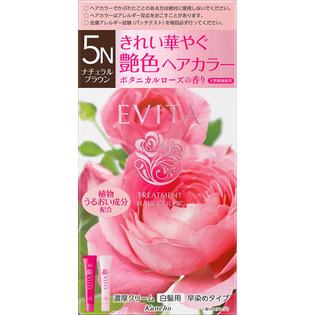 ・ヘアカラーでかぶれたことのある方は絶対に使用しないでください。
・ヘアカラーはアレルギー反応をおこすことがあります。
・皮膚アレルギー試験（パッチテスト）を毎回必ず行ってください。
5N
ナチュラル
ブラウン
きれい華やぐ
艶色ヘアカラー
ボタニカルローズの香り
EVITA
TREATMENT
HAIR COLOR
植物
うるおい成分
配合
濃厚クリーム 白髪用 早染めタイプ
Kanebo